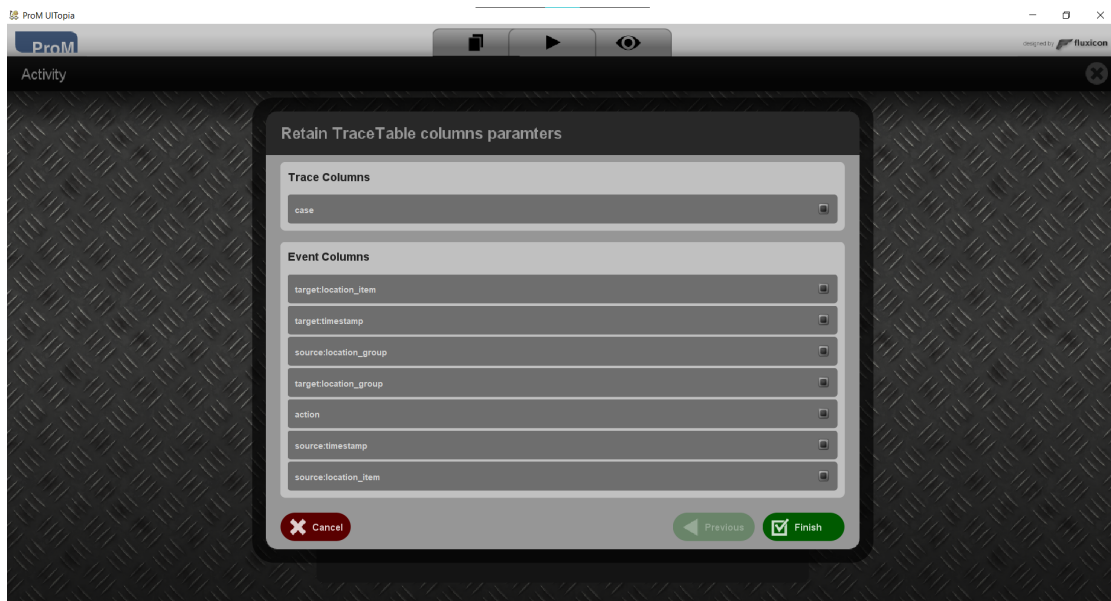 ProM UITopia
ProM
designed by fluxicon
Activity
Retain TraceTable columns paramters
Trace Columns
case
Event Columns
target:location_item
target:timestamp
source:location_group
target:location_group
action
source:timestamp
source:location_item
Cancel
Previous
Finish